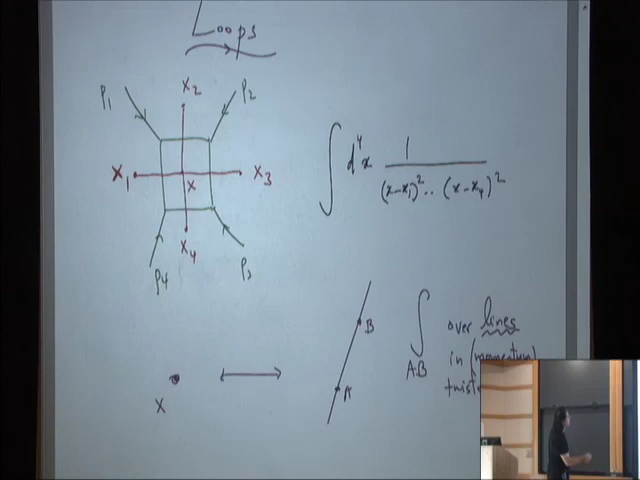 Loops
P1
X2
P2
X1
X
X3
X4
P4
P3
∫ d⁴x 1 / (x-x1)² .. (x-x4)²
X
B
A
∫ AB
over lines
in (momentum)